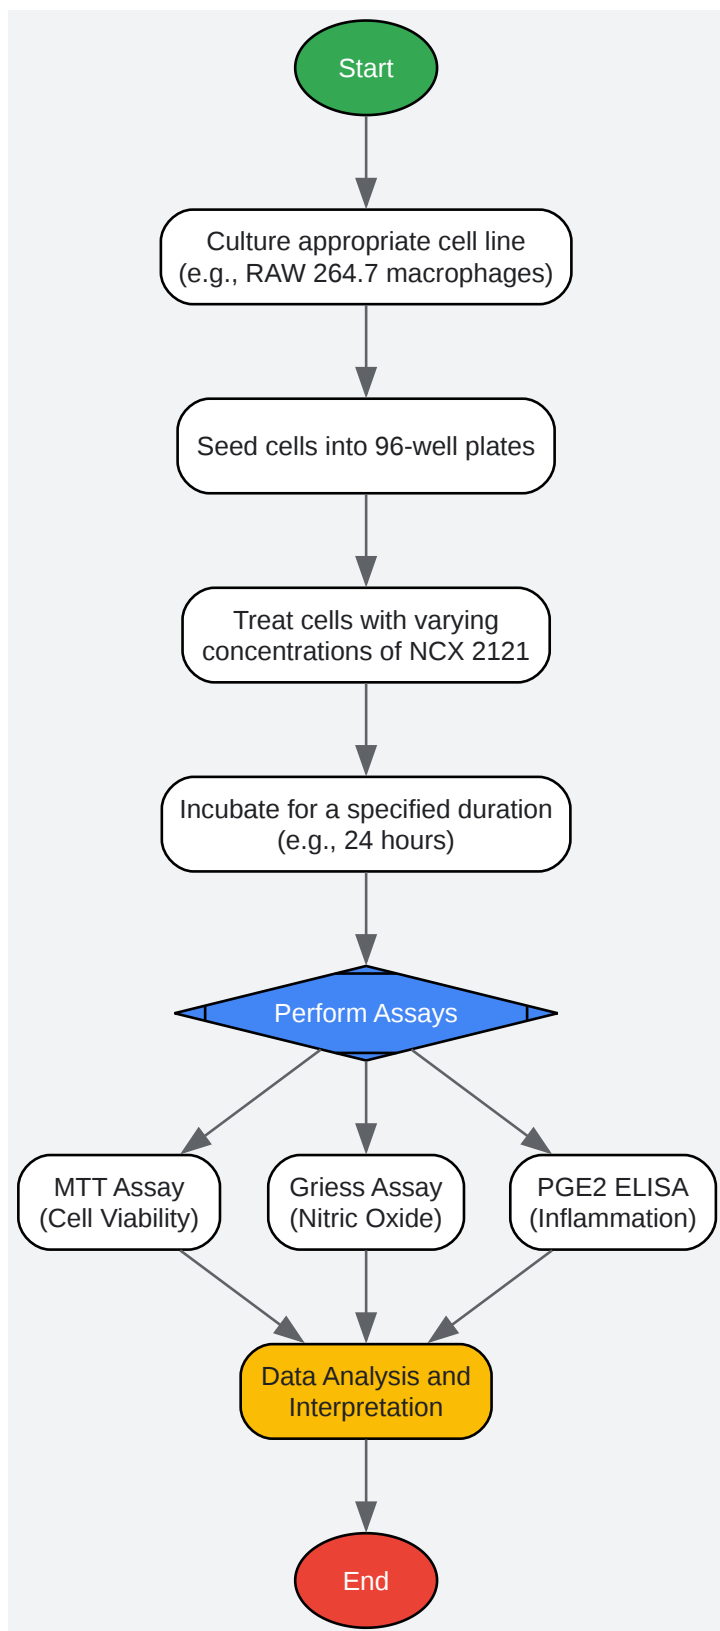 Start
Culture appropriate cell line
(e.g., RAW 264.7 macrophages)
Seed cells into 96-well plates
Treat cells with varying
concentrations of NCX 2121
Incubate for a specified duration
(e.g., 24 hours)
Perform Assays
MTT Assay
(Cell Viability)
Griess Assay
(Nitric Oxide)
PGE2 ELISA
(Inflammation)
Data Analysis and
Interpretation
End